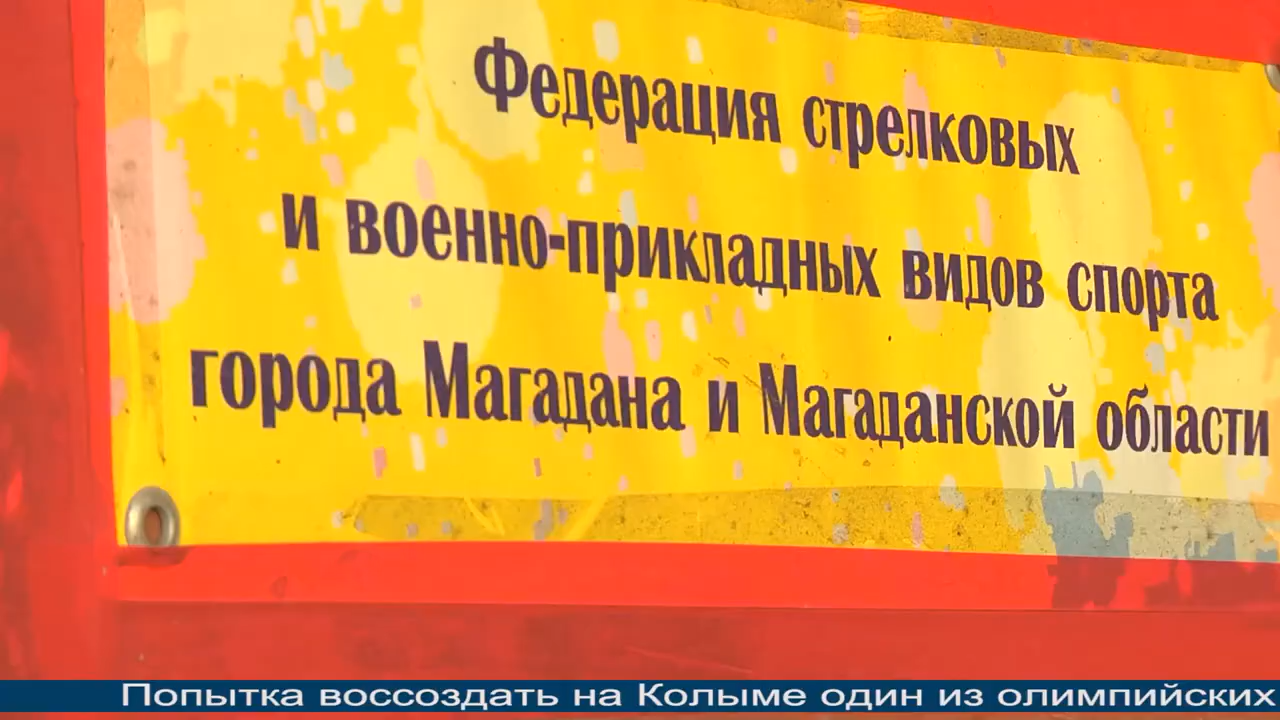 Федерация стрелковых
и военно-прикладных видов спорта
города Магадана и Магаданской области
Попытка воссоздать на Колыме один из олимпийских